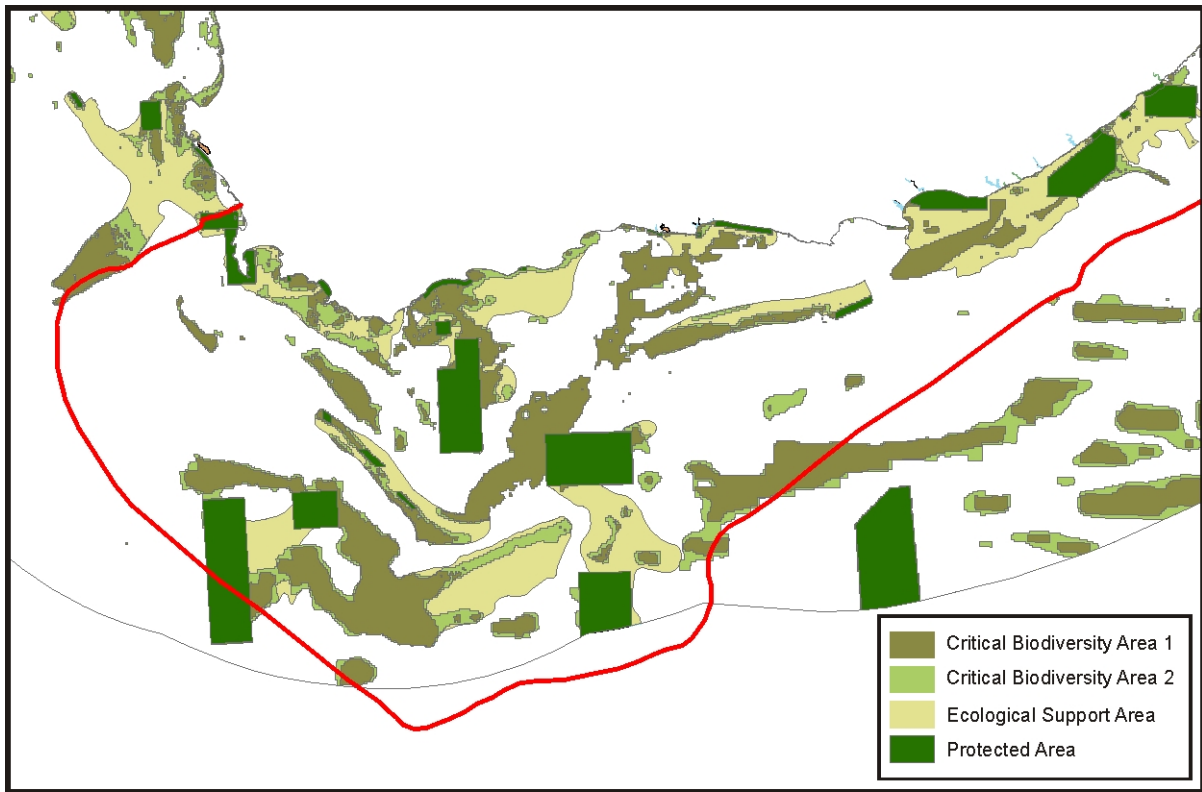 Critical Biodiversity Area 1
Critical Biodiversity Area 2
Ecological Support Area
Protected Area